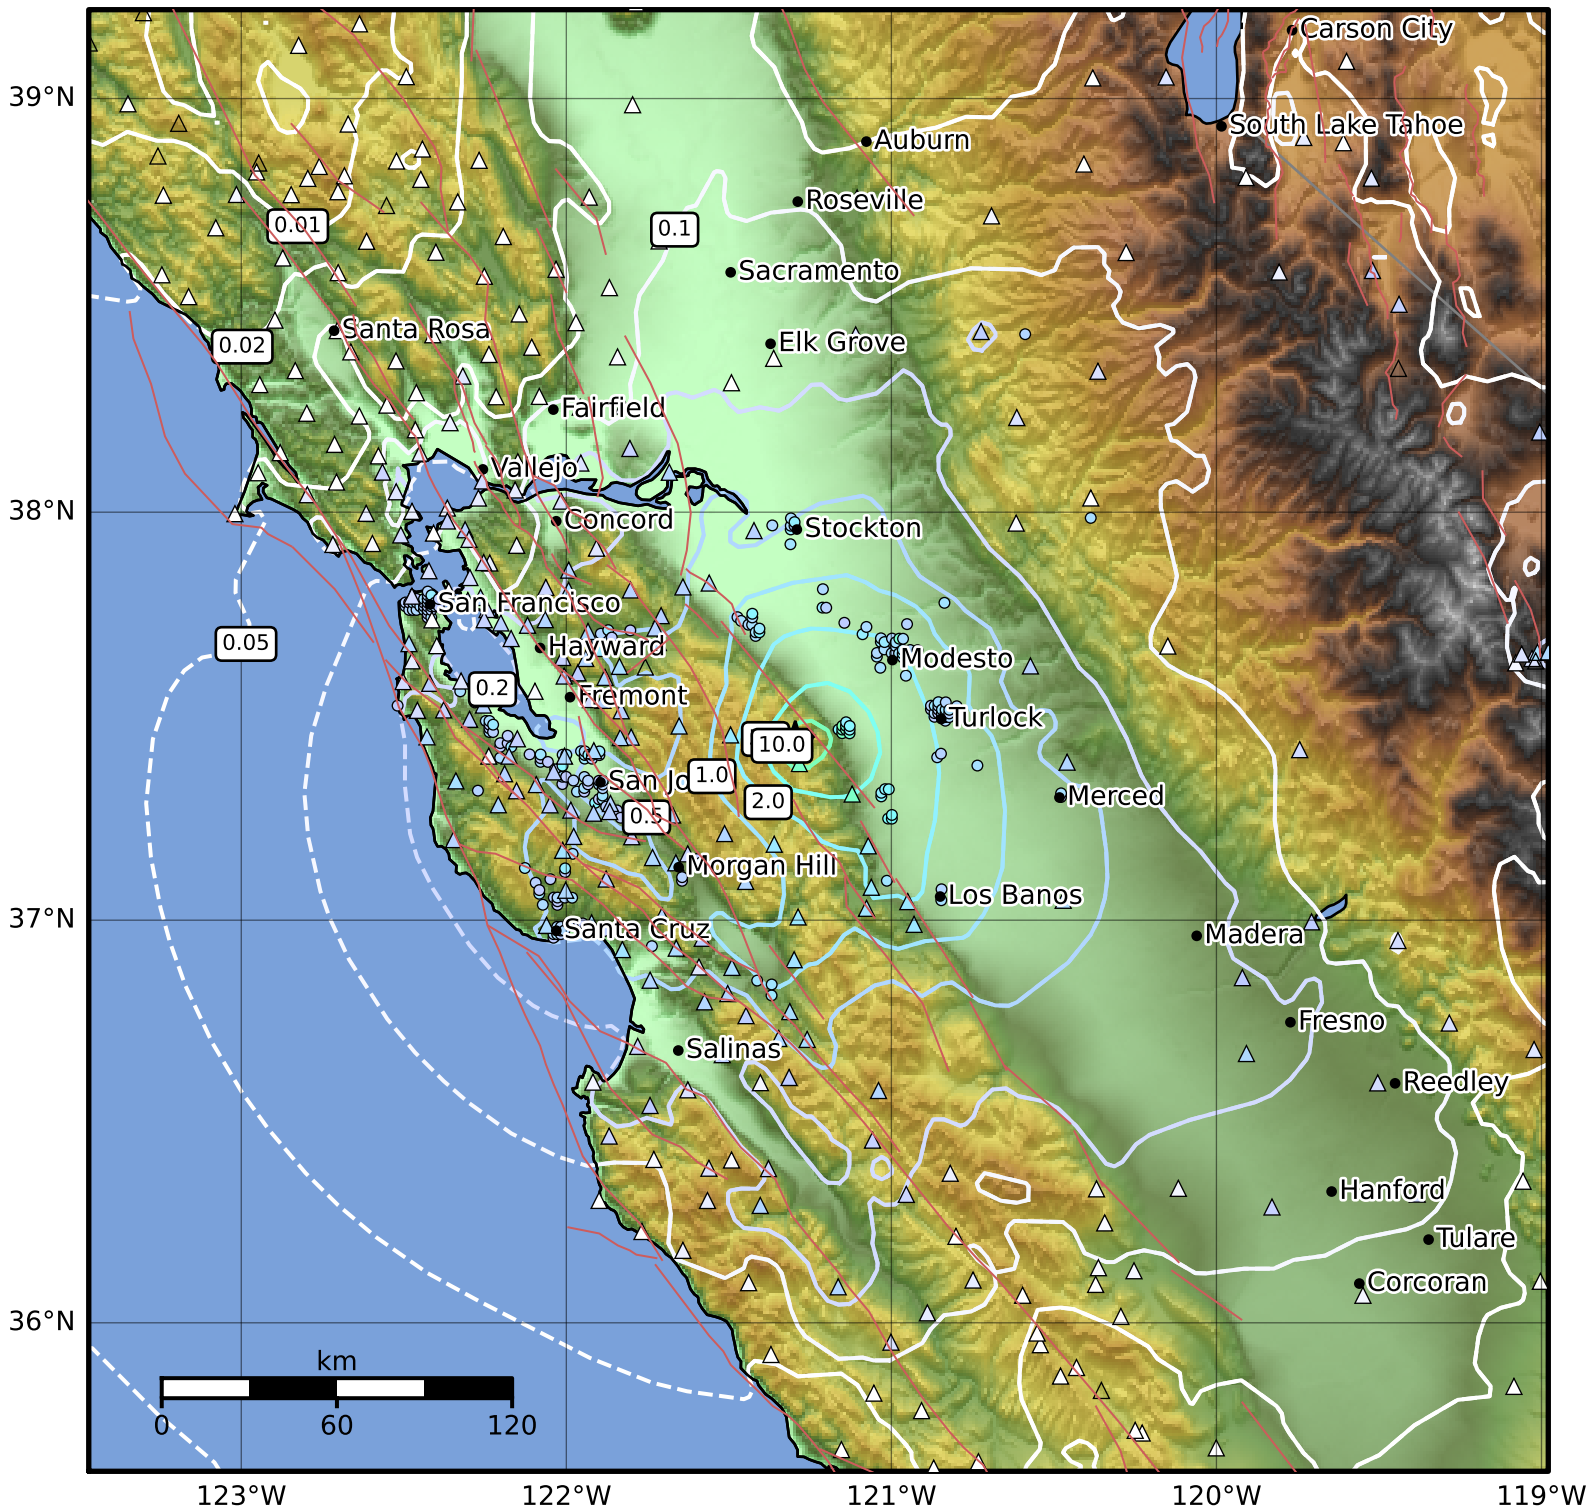 Carson City
39°N
South Lake Tahoe
Auburn
Roseville
0.01
0.1
Sacramento
Santa Rosa
0.02
Elk Grove
Fairfield
Vallejo
38°N
Concord
Stockton
San Francisco
0.05
Hayward
Modesto
0.2
Fremont
Turlock
10.0
San Jo
1.0
Merced
2.0
0.5
Morgan Hill
Los Banos
37°N
Santa Cruz
Madera
Fresno
Salinas
Reedley
Hanford
Tulare
Corcoran
36°N
km
0 60 120
123°W 122°W 121°W 120°W 119°W